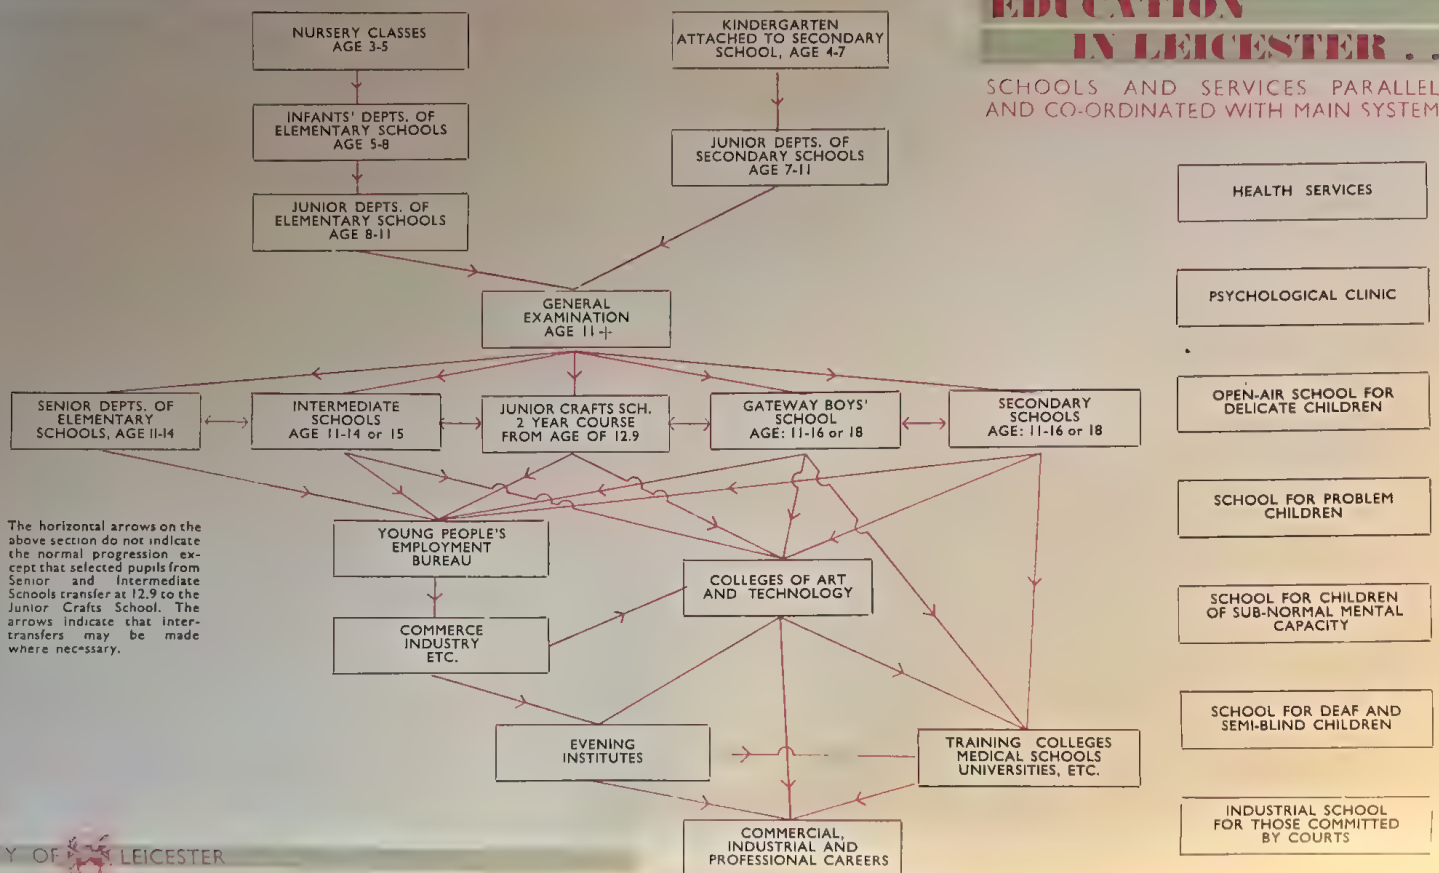 EDUCATION
IN LEICESTER . .
SCHOOLS AND SERVICES PARALLEL
AND CO-ORDINATED WITH MAIN SYSTEM
NURSERY CLASSES
AGE 3-5
KINDERGARTEN
ATTACHED TO SECONDARY
SCHOOL, AGE 4-7
INFANTS' DEPTS. OF
ELEMENTARY SCHOOLS
AGE 5-8
JUNIOR DEPTS. OF
SECONDARY SCHOOLS
AGE 7-11
JUNIOR DEPTS. OF
ELEMENTARY SCHOOLS
AGE 8-11
GENERAL
EXAMINATION
AGE 11+
SENIOR DEPTS. OF
ELEMENTARY
SCHOOLS, AGE 11-14
INTERMEDIATE
SCHOOLS
AGE 11-14 or 15
JUNIOR CRAFTS SCH.
2 YEAR COURSE
FROM AGE OF 12.9
GATEWAY BOYS'
SCHOOL
AGE: 11-16 or 18
SECONDARY
SCHOOLS
AGE: 11-16 or 18
The horizontal arrows on the
above section do not indicate
the normal progression ex-
cept that selected pupils from
Senior and Intermediate
Schools transfer at 12.9 to the
Junior Crafts School. The
arrows indicate that inter-
transfers may be made
where necessary.
YOUNG PEOPLE'S
EMPLOYMENT
BUREAU
COLLEGES OF ART
AND TECHNOLOGY
COMMERCE
INDUSTRY
ETC.
EVENING
INSTITUTES
TRAINING COLLEGES
MEDICAL SCHOOLS
UNIVERSITIES, ETC.
COMMERCIAL,
INDUSTRIAL AND
PROFESSIONAL CAREERS
HEALTH SERVICES
PSYCHOLOGICAL CLINIC
OPEN-AIR SCHOOL FOR
DELICATE CHILDREN
SCHOOL FOR PROBLEM
CHILDREN
SCHOOL FOR CHILDREN
OF SUB-NORMAL MENTAL
CAPACITY
SCHOOL FOR DEAF AND
SEMI-BLIND CHILDREN
INDUSTRIAL SCHOOL
FOR THOSE COMMITTED
BY COURTS
Y OF LEICESTER